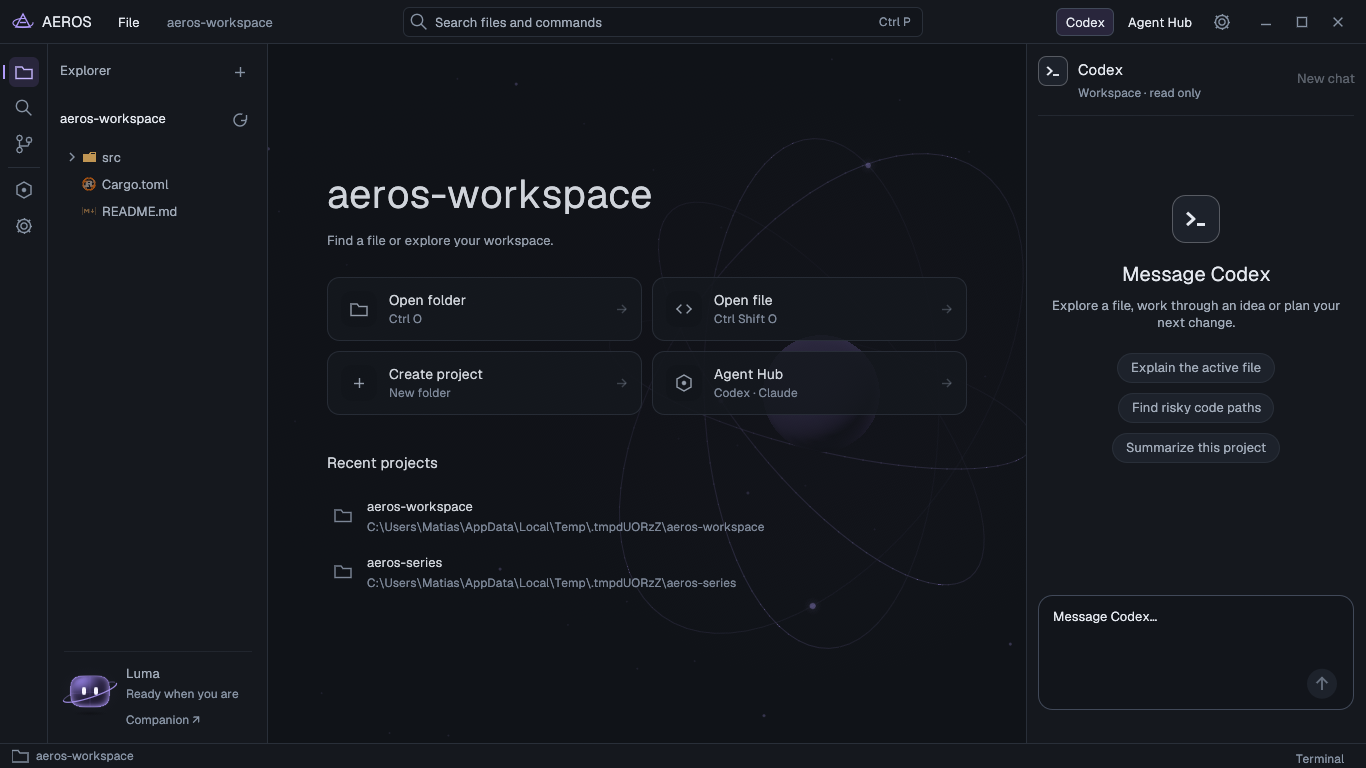 AEROS
File
aeros-workspace
Search files and commands
Ctrl P
Codex
Agent Hub
Explorer
aeros-workspace
src
Cargo.toml
README.md
Luma
Ready when you are
Companion ↗
aeros-workspace
Find a file or explore your workspace.
Open folder
Ctrl O
Open file
Ctrl Shift O
Create project
New folder
Agent Hub
Codex · Claude
Recent projects
aeros-workspace
C:\Users\Matias\AppData\Local\Temp\.tmpdUORzZ\aeros-workspace
aeros-series
C:\Users\Matias\AppData\Local\Temp\.tmpdUORzZ\aeros-series
Codex
Workspace · read only
New chat
Message Codex
Explore a file, work through an idea or plan your
next change.
Explain the active file
Find risky code paths
Summarize this project
Message Codex…
aeros-workspace
Terminal